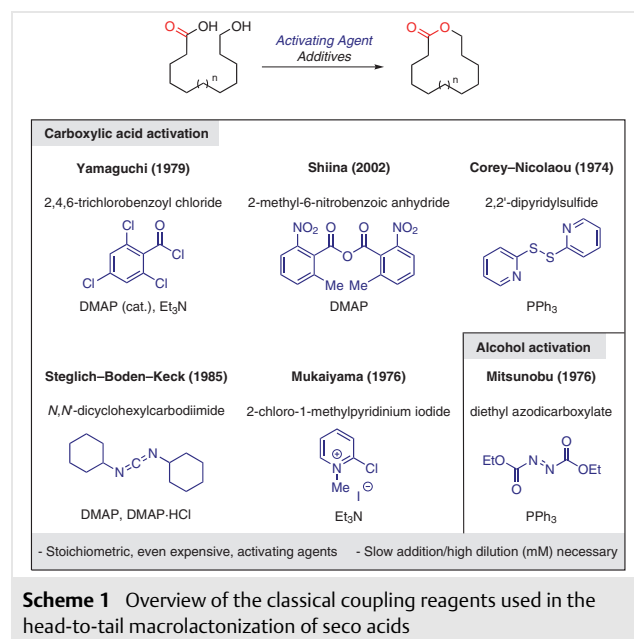 O OH OH
n
Activating Agent
Additives
O O
n
Carboxylic acid activation
Yamaguchi (1979)
2,4,6-trichlorobenzoyl chloride
Cl O
Cl
Cl Cl
DMAP (cat.), Et3N
Shiina (2002)
2-methyl-6-nitrobenzoic anhydride
NO2 O O NO2
O
Me Me
DMAP
Corey–Nicolaou (1974)
2,2'-dipyridylsulfide
N
S S
N
PPh3
Steglich–Boden–Keck (1985)
N,N'-dicyclohexylcarbodiimide
N C N
DMAP, DMAP·HCl
Mukaiyama (1976)
2-chloro-1-methylpyridinium iodide
N+ Cl
Me I−
Et3N
Alcohol activation
Mitsunobu (1976)
diethyl azodicarboxylate
O
EtO N N OEt
O
PPh3
- Stoichiometric, even expensive, activating agents - Slow addition/high dilution (mM) necessary
Scheme 1 Overview of the classical coupling reagents used in the
head-to-tail macrolactonization of seco acids